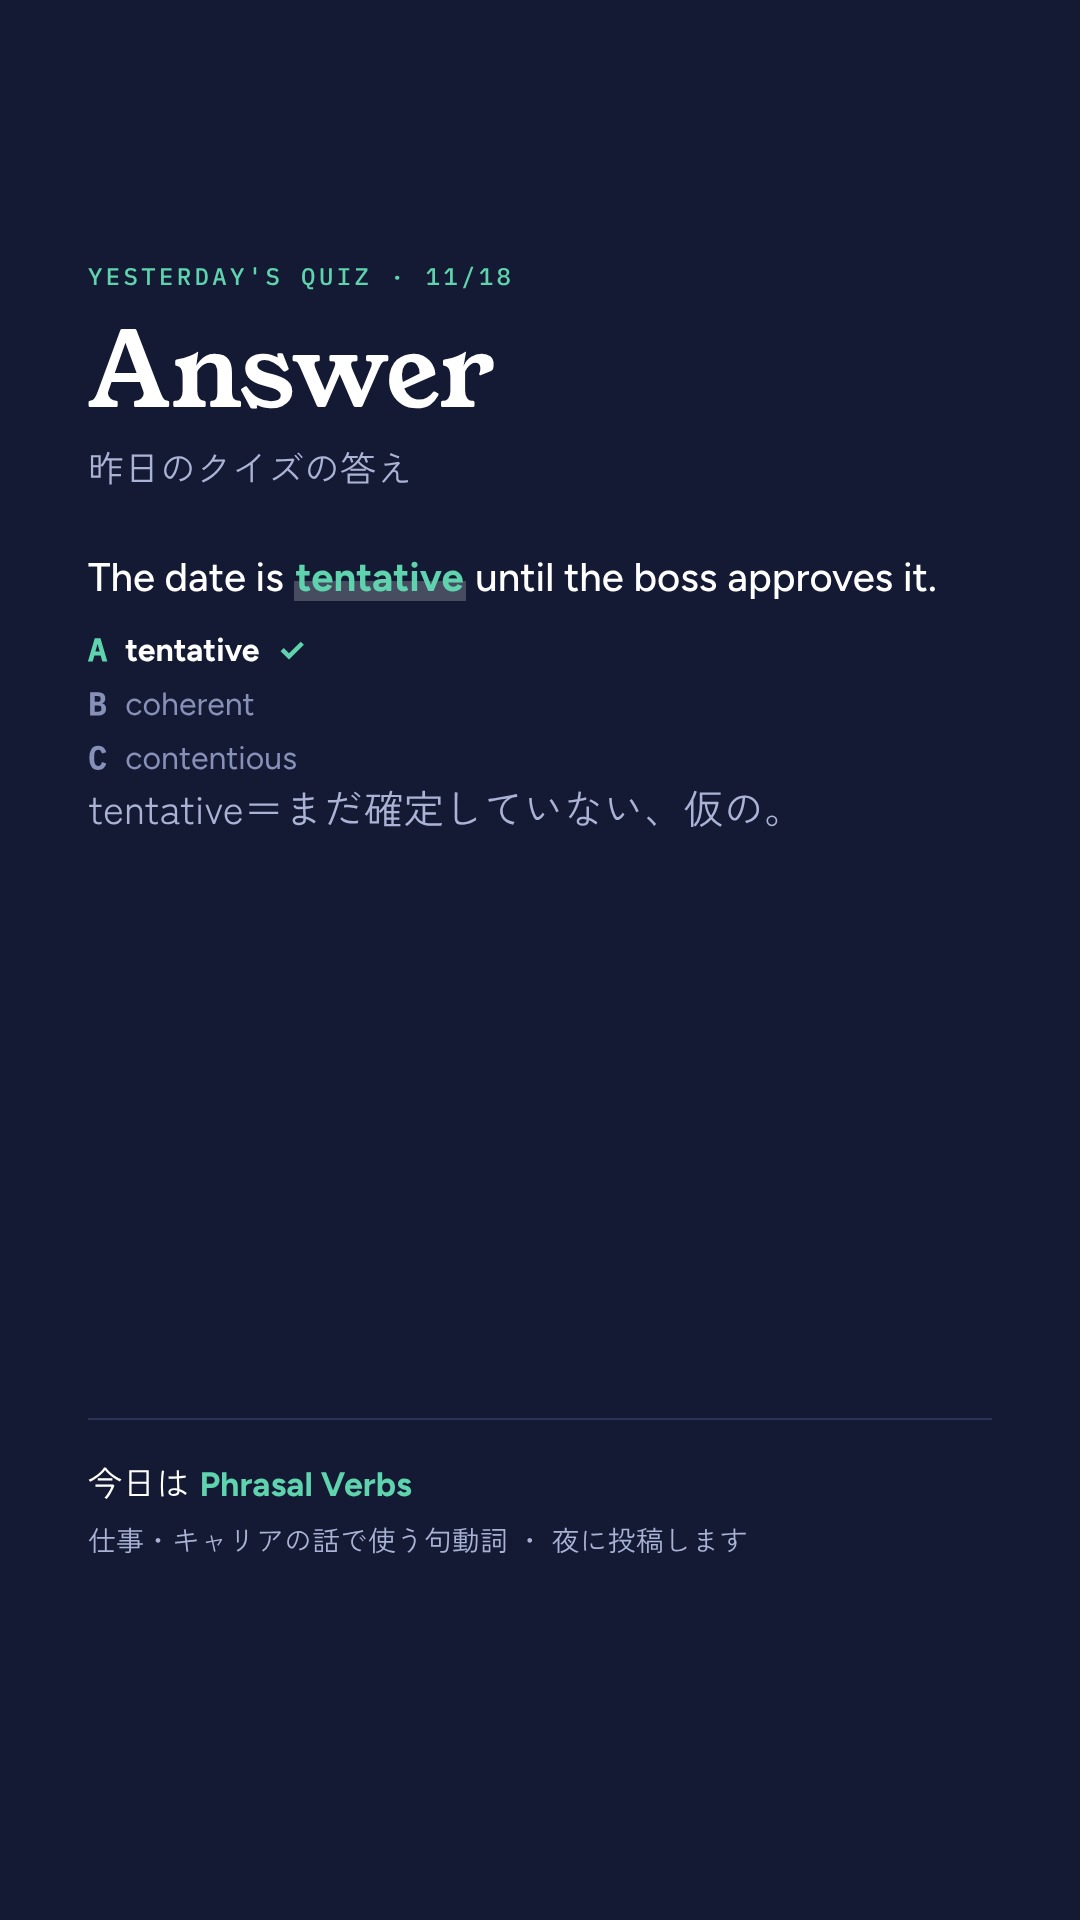 YESTERDAY'S QUIZ · 11/18
Answer
昨日のクイズの答え
The date is tentative until the boss approves it.
A tentative ✓
B coherent
C contentious
tentative＝まだ確定していない、仮の。
今日は Phrasal Verbs
仕事・キャリアの話で使う句動詞 ・ 夜に投稿します